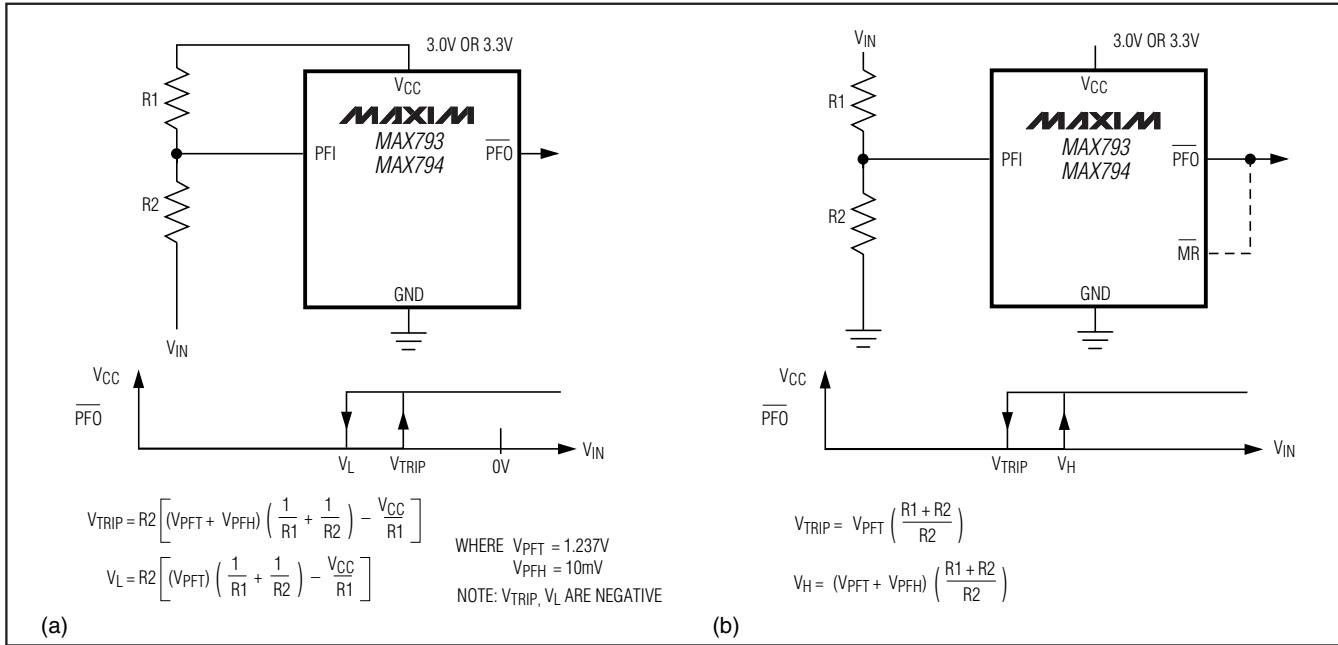 3.0V OR 3.3V
R1
VCC
MAXIM
MAX793
MAX794
PFI
PFO
R2
GND
VIN
VCC
PFO
VL
VTRIP
0V
VIN
VTRIP = R2 [(VPFT + VPFH) (1/R1 + 1/R2) – VCC/R1]
VL = R2 [(VPFT) (1/R1 + 1/R2) – VCC/R1]
WHERE VPFT = 1.237V
VPFH = 10mV
NOTE: VTRIP, VL ARE NEGATIVE
(a)
VIN
3.0V OR 3.3V
R1
VCC
MAXIM
MAX793
MAX794
PFI
PFO
R2
MR
GND
VCC
PFO
VTRIP
VH
VIN
VTRIP = VPFT (R1 + R2/R2)
VH = (VPFT + VPFH) (R1 + R2/R2)
(b)